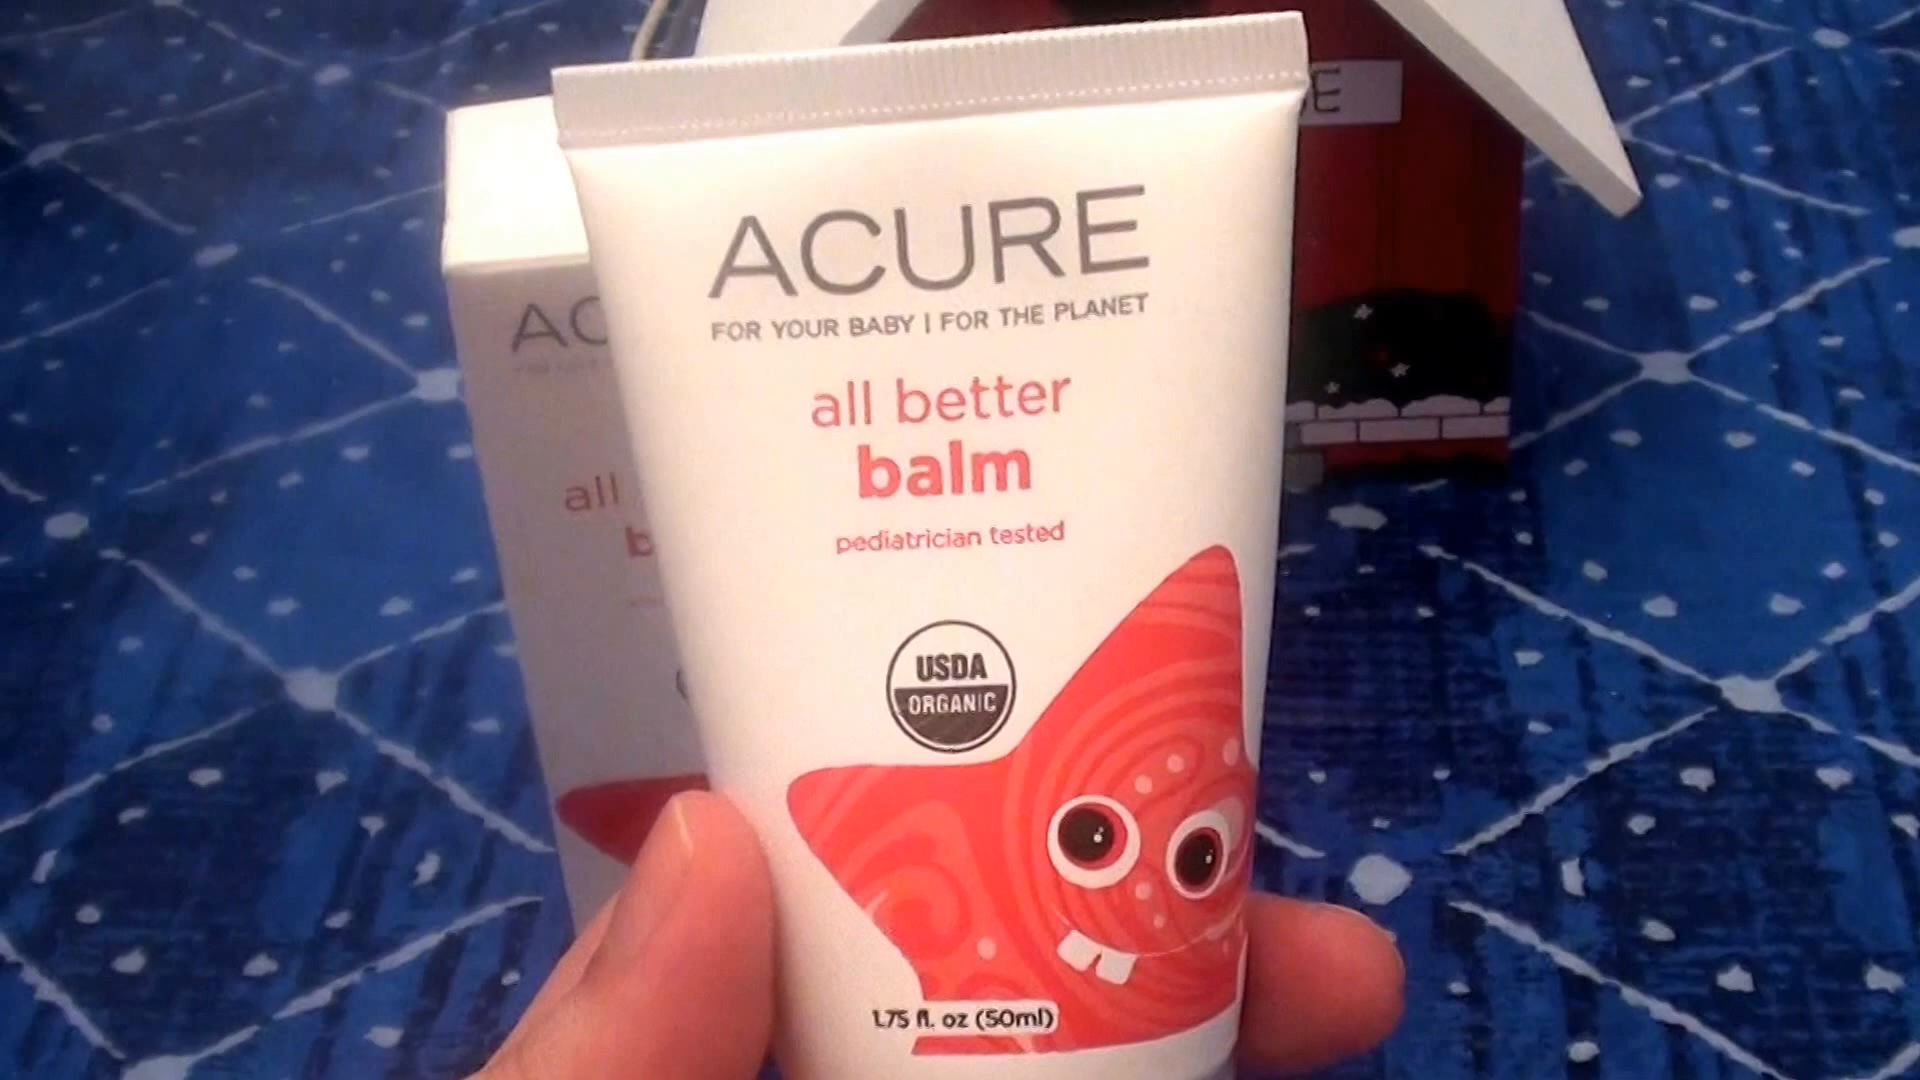 ACURE
FOR YOUR BABY | FOR THE PLANET
all better
balm
pediatrician tested
USDA
ORGANIC
1.75 fl. oz (50ml)
AC
all
b
E